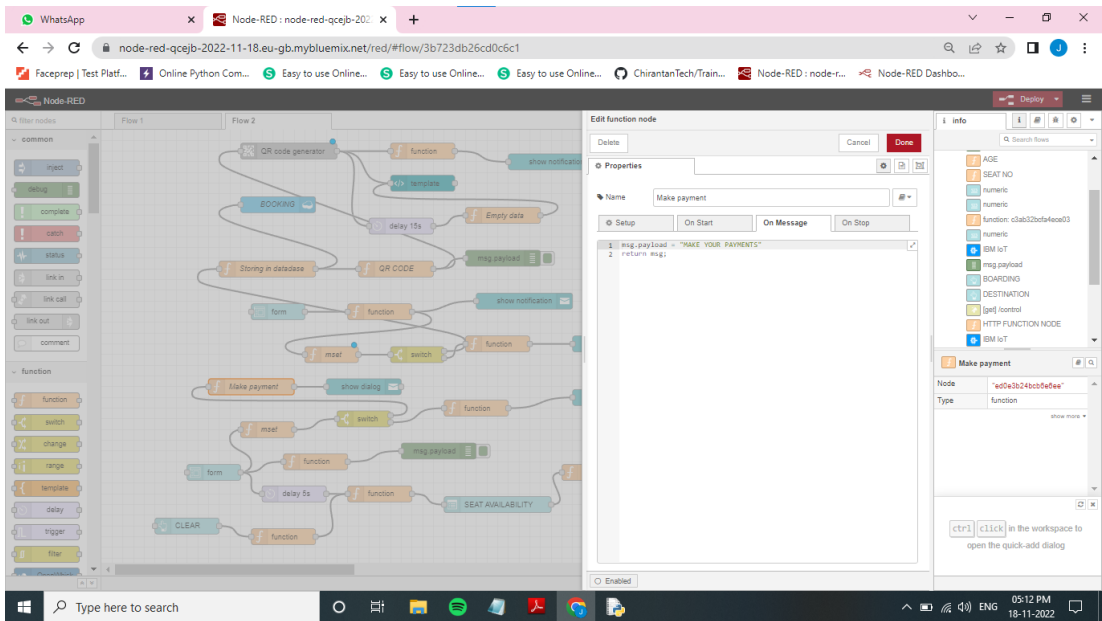 WhatsApp
Node-RED : node-red-qcejb-202
node-red-qcejb-2022-11-18.eu-gb.mybluemix.net/red/#flow/3b723db26cd0c6c1
Faceprep | Test Platf...
Online Python Com...
Easy to use Online...
Easy to use Online...
Easy to use Online...
ChirantanTech/Train...
Node-RED : node-r...
Node-RED Dashbo...
Node-RED
Deploy
filter nodes
common
inject
debug
complete
catch
status
link in
link call
link out
comment
function
function
switch
change
range
template
delay
trigger
filter
Flow 1
Flow 2
QR code generator
function
show notification
template
BOOKING
Empty data
delay 15s
msg.payload
Storing in datadase
QR CODE
show notification
form
function
function
mset
switch
Make payment
show dialog
function
switch
mset
msg.payload
function
form
delay 5s
function
SEAT AVAILABILITY
CLEAR
function
Edit function node
Delete
Cancel
Done
Properties
Name
Make payment
Setup
On Start
On Message
On Stop
1 msg.payload = "MAKE YOUR PAYMENTS"
2 return msg;
Enabled
i info
Search flows
AGE
SEAT NO
numeric
numeric
function: c3ab32bcfa4ece03
numeric
IBM IoT
msg.payload
BOARDING
DESTINATION
[get] /control
HTTP FUNCTION NODE
IBM IoT
Make payment
Node "ed0e3b24bcb6e6ee"
Type function
show more
ctrl click in the workspace to
open the quick-add dialog
Type here to search
ENG
05:12 PM
18-11-2022